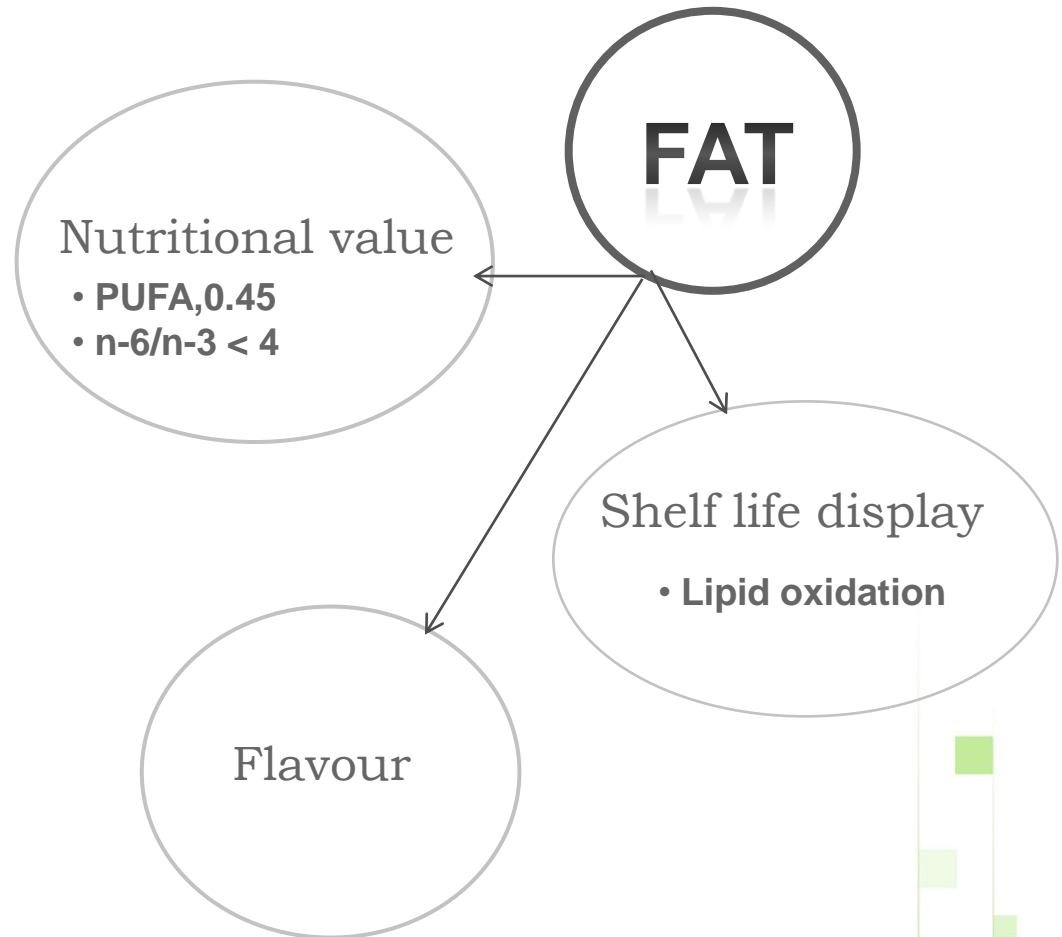 FAT
Nutritional value
• PUFA,0.45
• n-6/n-3 < 4
Shelf life display
• Lipid oxidation
Flavour